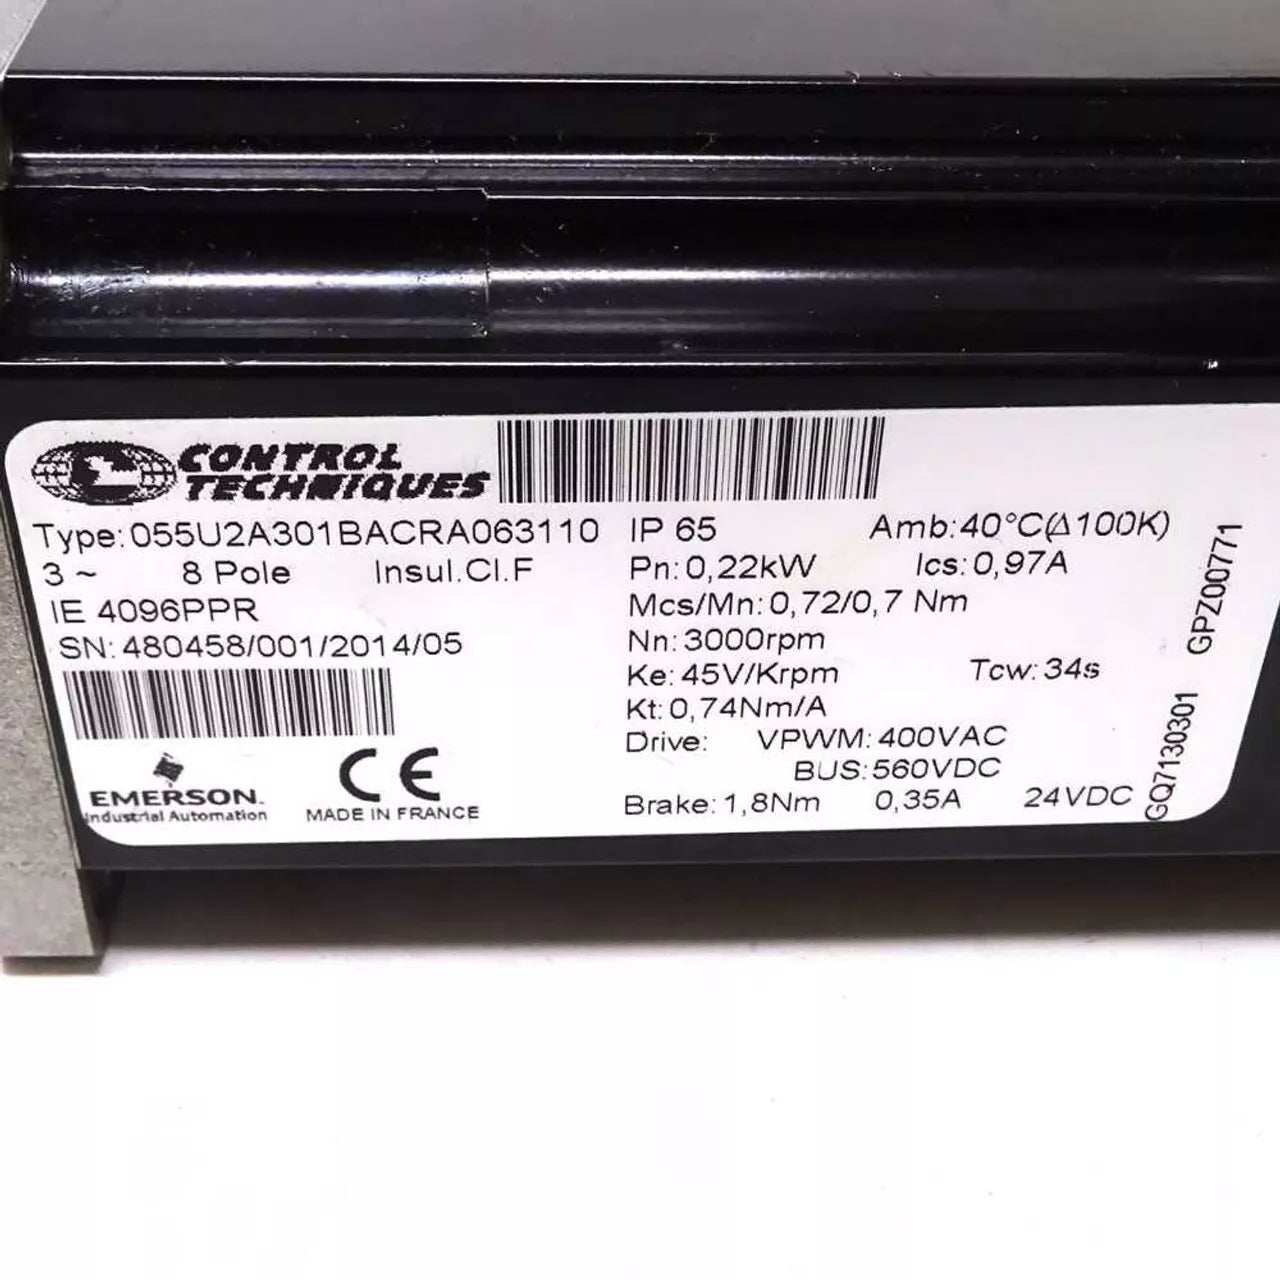 CONTROL
TECHNIQUES
Type: 055U2A301BACRA063110
3 ~ 8 Pole Insul.Cl.F
IE 4096PPR
SN: 480458/001/2014/05
EMERSON.
Industrial Automation
CE
MADE IN FRANCE
IP 65 Amb: 40°C(Δ100K)
Pn: 0,22kW Ics: 0,97A
Mcs/Mn: 0,72/0,7 Nm
Nn: 3000rpm
Ke: 45V/Krpm Tcw: 34s
Kt: 0,74Nm/A
Drive: VPWM: 400VAC
BUS: 560VDC
Brake: 1,8Nm 0,35A 24VDC
GQ7130301 GPZ00771